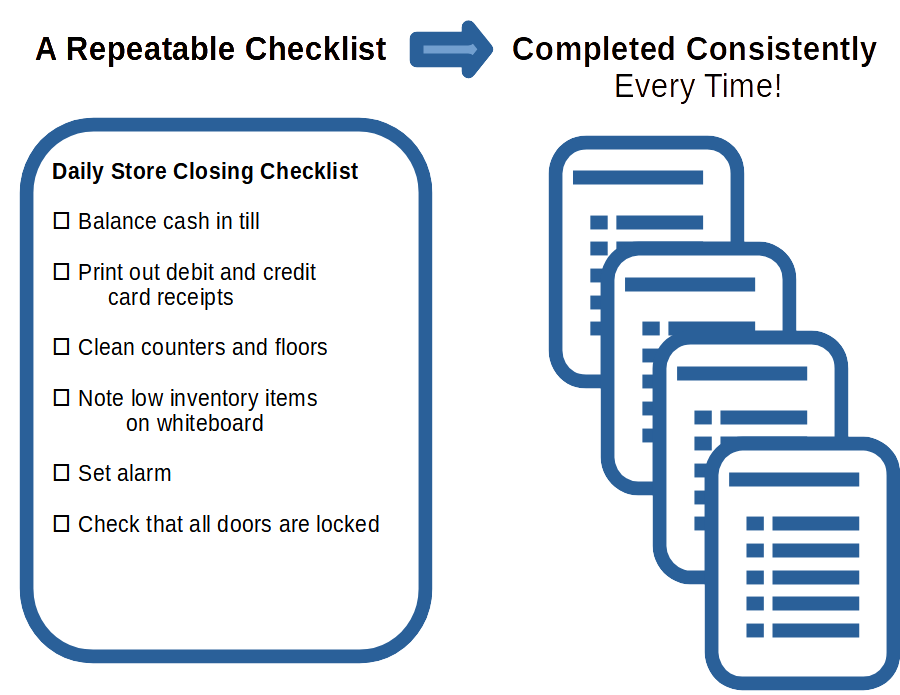 A Repeatable Checklist
Completed Consistently
Every Time!
Daily Store Closing Checklist
☐ Balance cash in till
☐ Print out debit and credit
card receipts
☐ Clean counters and floors
☐ Note low inventory items
on whiteboard
☐ Set alarm
☐ Check that all doors are locked